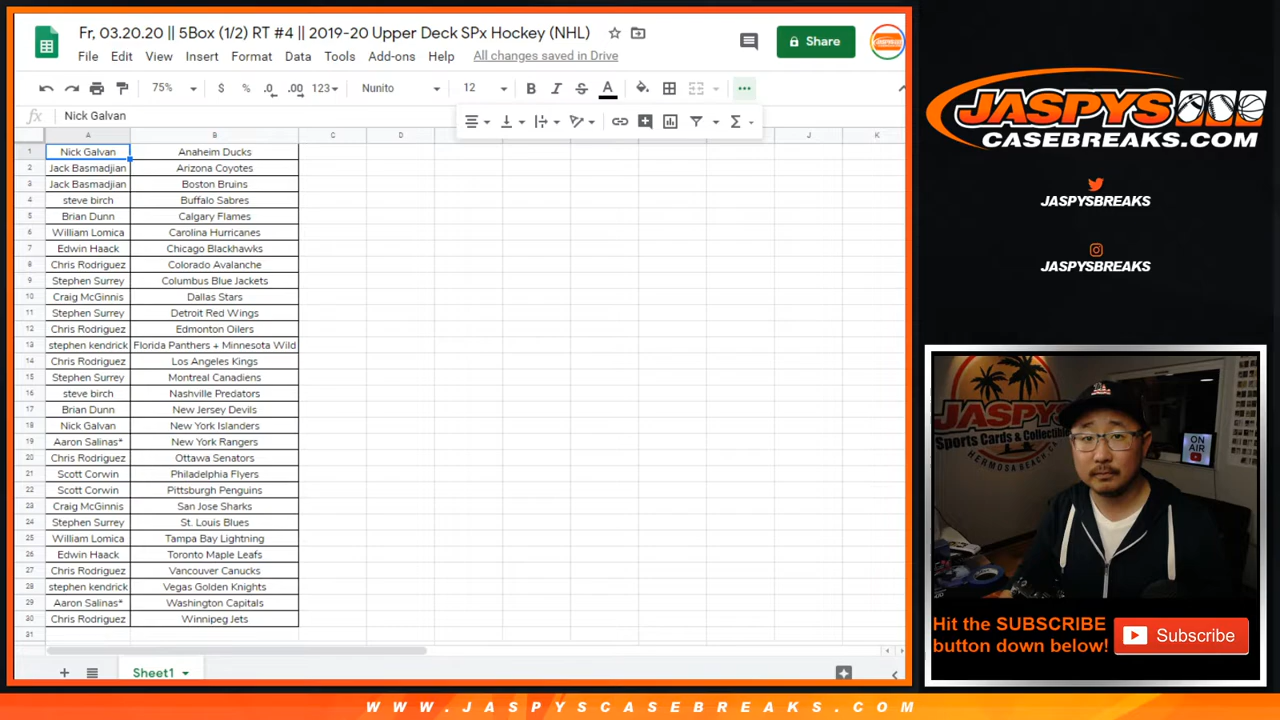 Fr, 03.20.20 || 5Box (1/2) RT #4 || 2019-20 Upper Deck SPx Hockey (NHL)
Share
File Edit View Insert Format Data Tools Add-ons Help All changes saved in Drive
75% $ % .0 .00 123 Nunito 12 B I S A
fx Nick Galvan
A B C D J K
1 Nick Galvan Anaheim Ducks
2 Jack Basmadjian Arizona Coyotes
3 Jack Basmadjian Boston Bruins
4 steve birch Buffalo Sabres
5 Brian Dunn Calgary Flames
6 William Lomica Carolina Hurricanes
7 Edwin Haack Chicago Blackhawks
8 Chris Rodriguez Colorado Avalanche
9 Stephen Surrey Columbus Blue Jackets
10 Craig McGinnis Dallas Stars
11 Stephen Surrey Detroit Red Wings
12 Chris Rodriguez Edmonton Oilers
13 stephen kendrick Florida Panthers + Minnesota Wild
14 Chris Rodriguez Los Angeles Kings
15 Stephen Surrey Montreal Canadiens
16 steve birch Nashville Predators
17 Brian Dunn New Jersey Devils
18 Nick Galvan New York Islanders
19 Aaron Salinas* New York Rangers
20 Chris Rodriguez Ottawa Senators
21 Scott Corwin Philadelphia Flyers
22 Scott Corwin Pittsburgh Penguins
23 Craig McGinnis San Jose Sharks
24 Stephen Surrey St. Louis Blues
25 William Lomica Tampa Bay Lightning
26 Edwin Haack Toronto Maple Leafs
27 Chris Rodriguez Vancouver Canucks
28 stephen kendrick Vegas Golden Knights
29 Aaron Salinas* Washington Capitals
30 Chris Rodriguez Winnipeg Jets
31
Sheet1
JASPYS
CASEBREAKS.COM
JASPYSBREAKS
JASPYSBREAKS
JASPYS
Sports Cards & Collectibles
HERMOSA BEACH, CA
ON
AIR
Hit the SUBSCRIBE
button down below!
Subscribe
WWW.JASPYSCASEBREAKS.COM